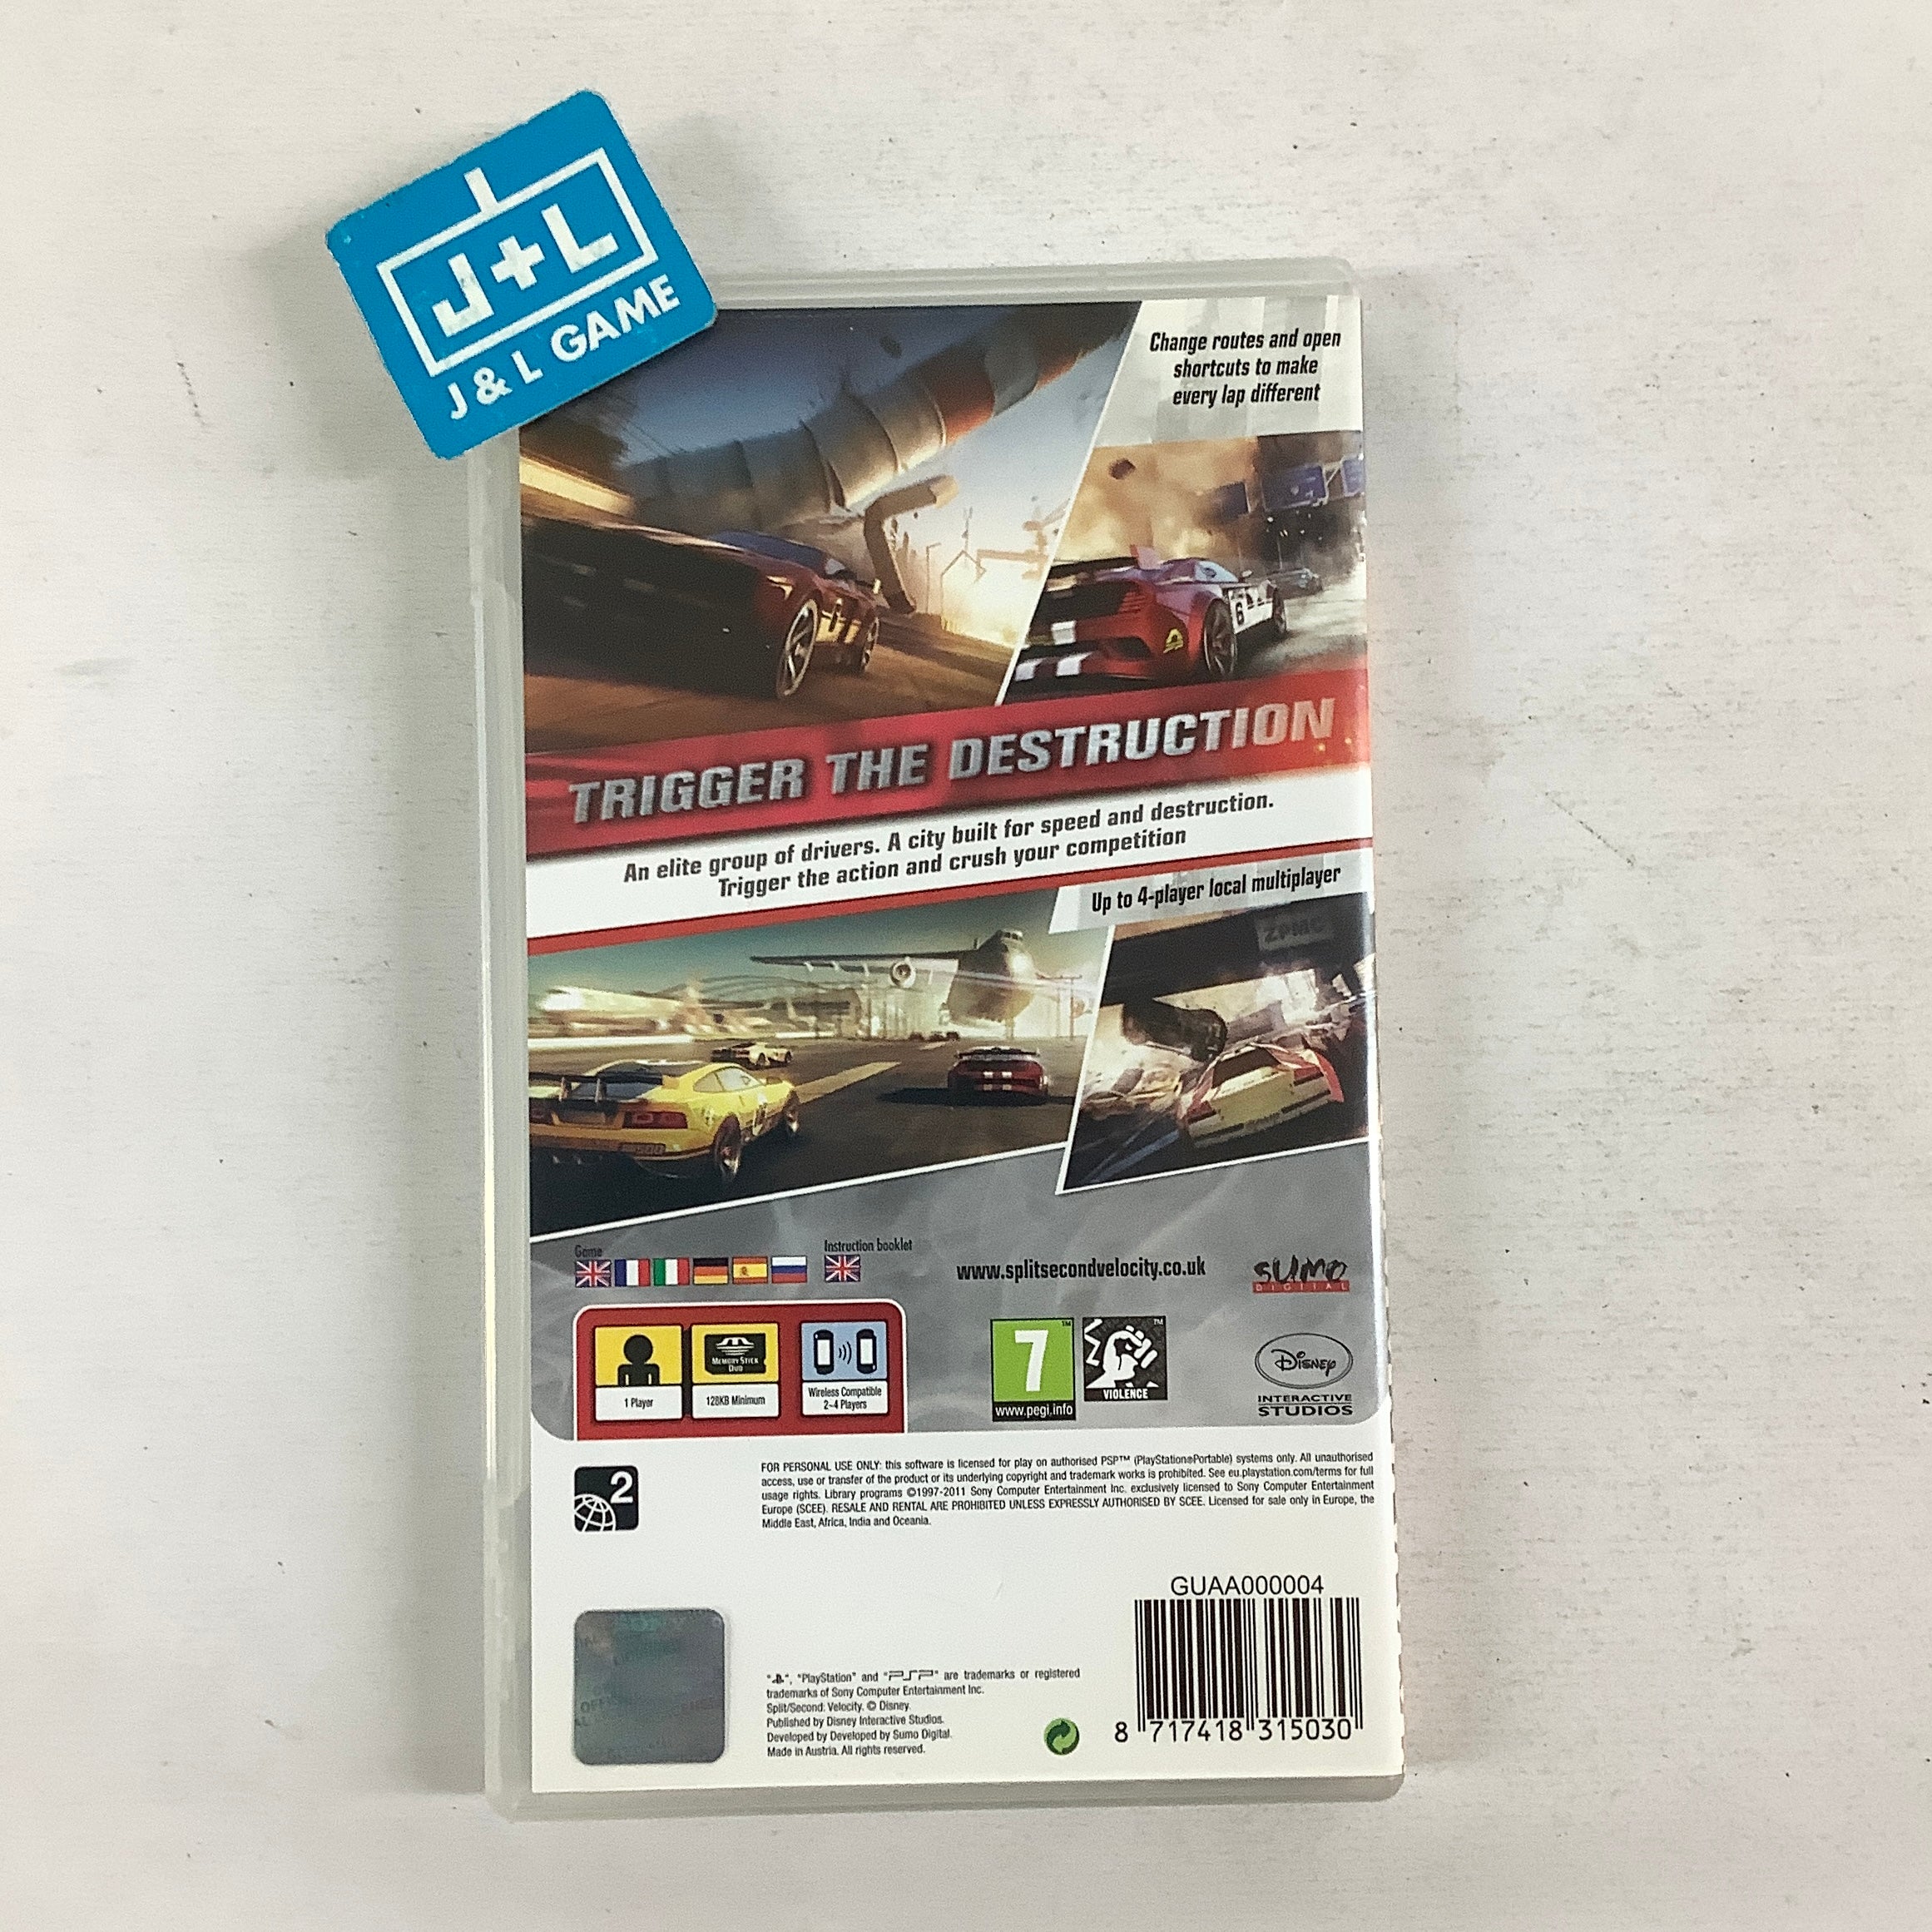 J+L
J & L GAME
Change routes and open
shortcuts to make
every lap different
6
TRIGGER THE DESTRUCTION
An elite group of drivers. A city built for speed and destruction.
Trigger the action and crush your competition
Up to 4-player local multiplayer
ZPMC
500
Game
Instruction booklet
www.splitsecondvelocity.co.uk
SUMO
DIGITAL
MEMORY STICK
DUO
1 Player
128KB Minimum
Wireless Compatible
2-4 Players
7
www.pegi.info
VIOLENCE
Disney
INTERACTIVE
STUDIOS
2
FOR PERSONAL USE ONLY: this software is licensed for play on authorised PSP™ (PlayStation®Portable) systems only. All unauthorised
access, use or transfer of the product or its underlying copyright and trademark works is prohibited. See eu.playstation.com/terms for full
usage rights. Library programs ©1997-2011 Sony Computer Entertainment Inc. exclusively licensed to Sony Computer Entertainment
Europe (SCEE). RESALE AND RENTAL ARE PROHIBITED UNLESS EXPRESSLY AUTHORISED BY SCEE. Licensed for sale only in Europe, the
Middle East, Africa, India and Oceania.
GUAA000004
"PlayStation" and "PSP" are trademarks or registered
trademarks of Sony Computer Entertainment Inc.
Split/Second: Velocity. © Disney.
Published by Disney Interactive Studios.
Developed by Developed by Sumo Digital.
Made in Austria. All rights reserved.
8 717418 315030